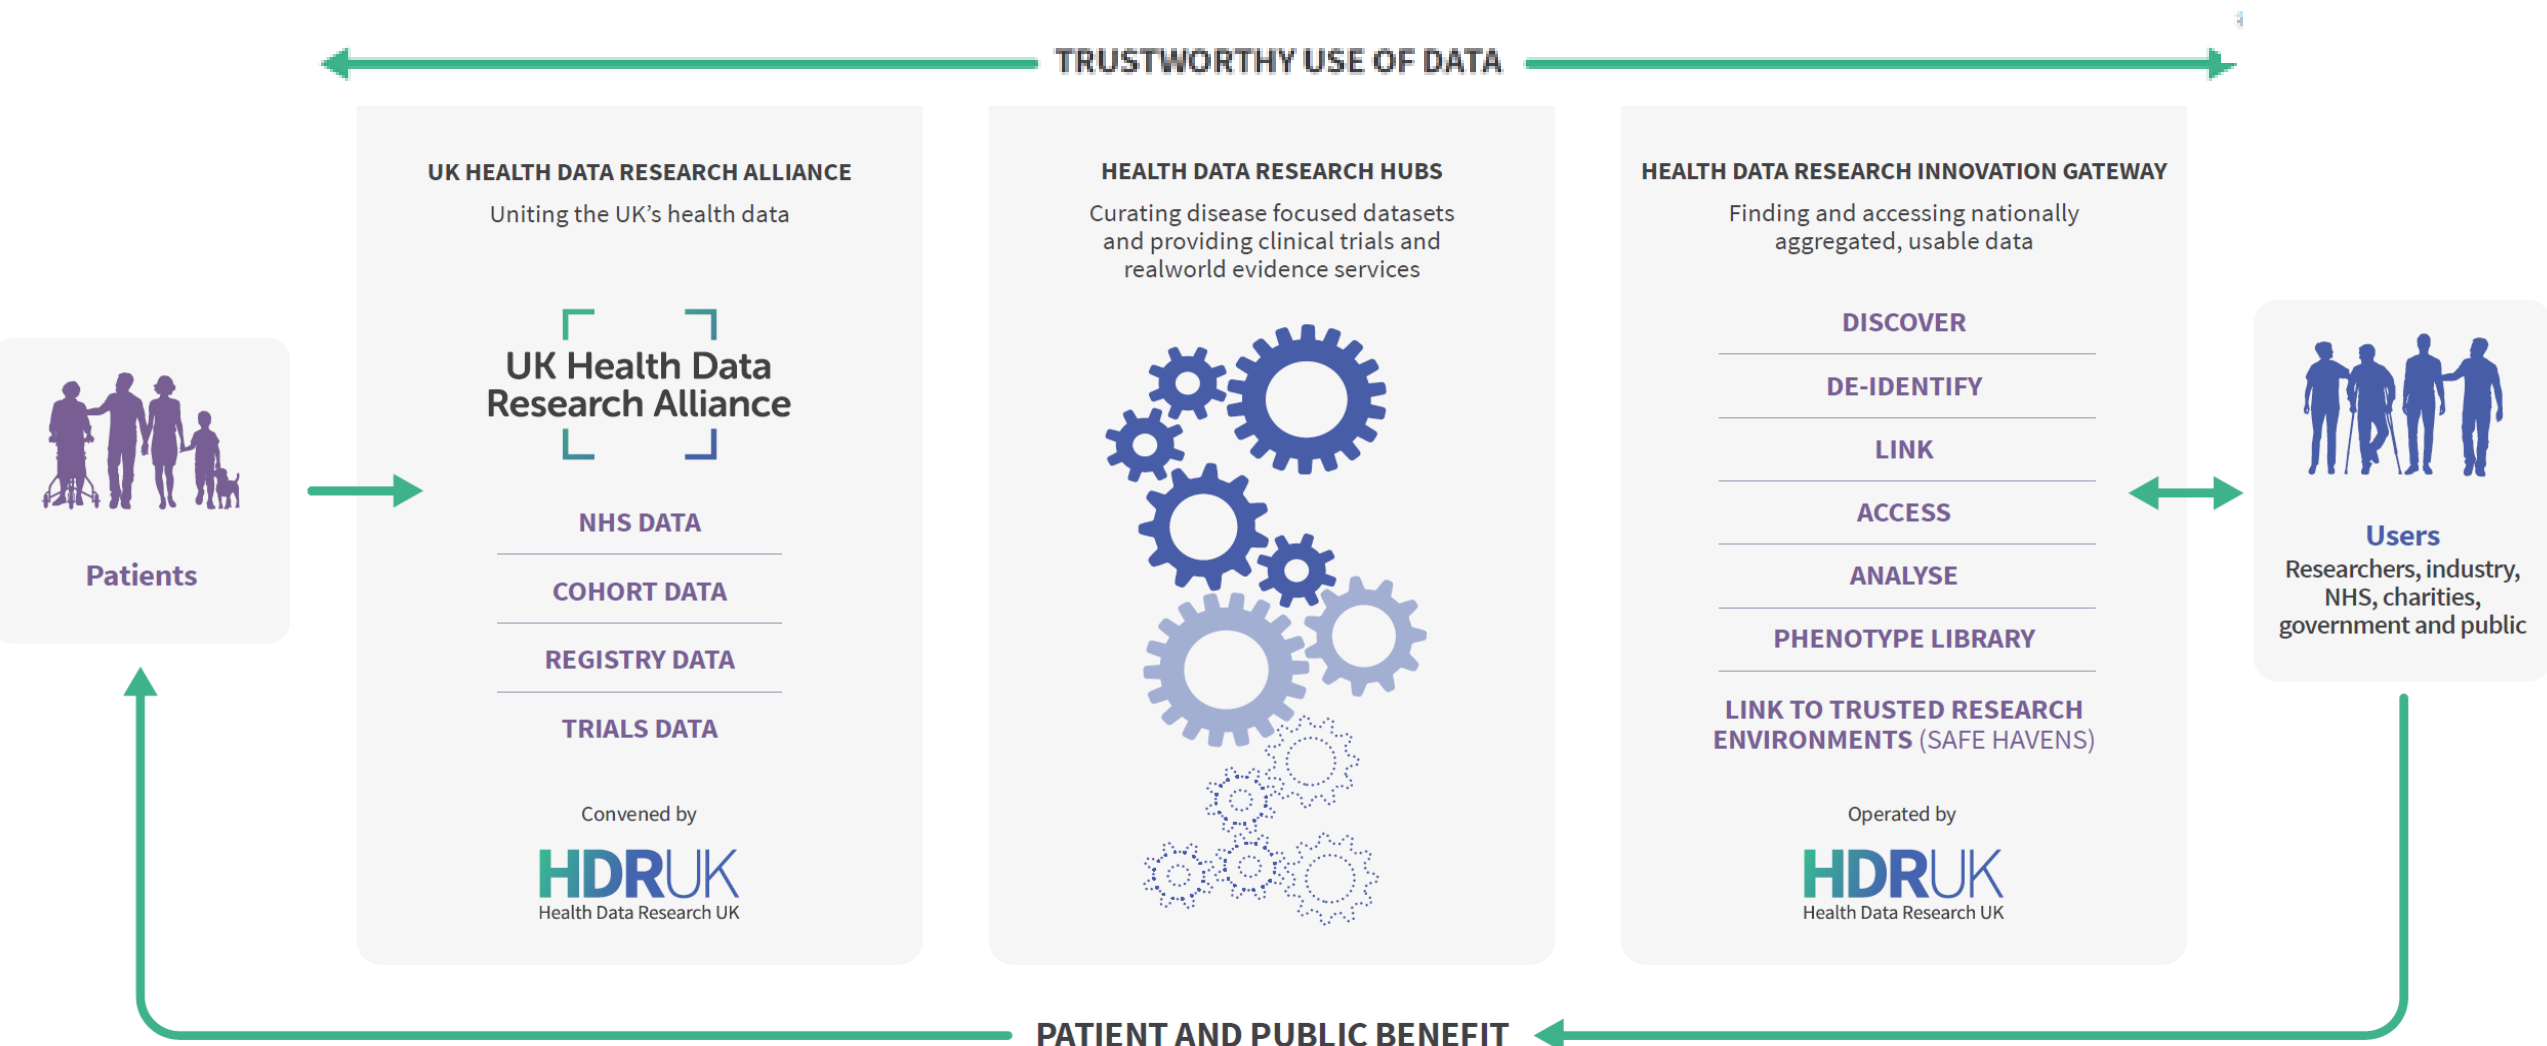 TRUSTWORTHY USE OF DATA
UK HEALTH DATA RESEARCH ALLIANCE
Uniting the UK's health data
UK Health Data
Research Alliance
NHS DATA
COHORT DATA
REGISTRY DATA
TRIALS DATA
Convened by
HDRUK
Health Data Research UK
HEALTH DATA RESEARCH HUBS
Curating disease focused datasets
and providing clinical trials and
realworld evidence services
HEALTH DATA RESEARCH INNOVATION GATEWAY
Finding and accessing nationally
aggregated, usable data
DISCOVER
DE-IDENTIFY
LINK
ACCESS
ANALYSE
PHENOTYPE LIBRARY
LINK TO TRUSTED RESEARCH
ENVIRONMENTS (SAFE HAVENS)
Operated by
HDRUK
Health Data Research UK
Patients
Users
Researchers, industry,
NHS, charities,
government and public
PATIENT AND PUBLIC BENEFIT